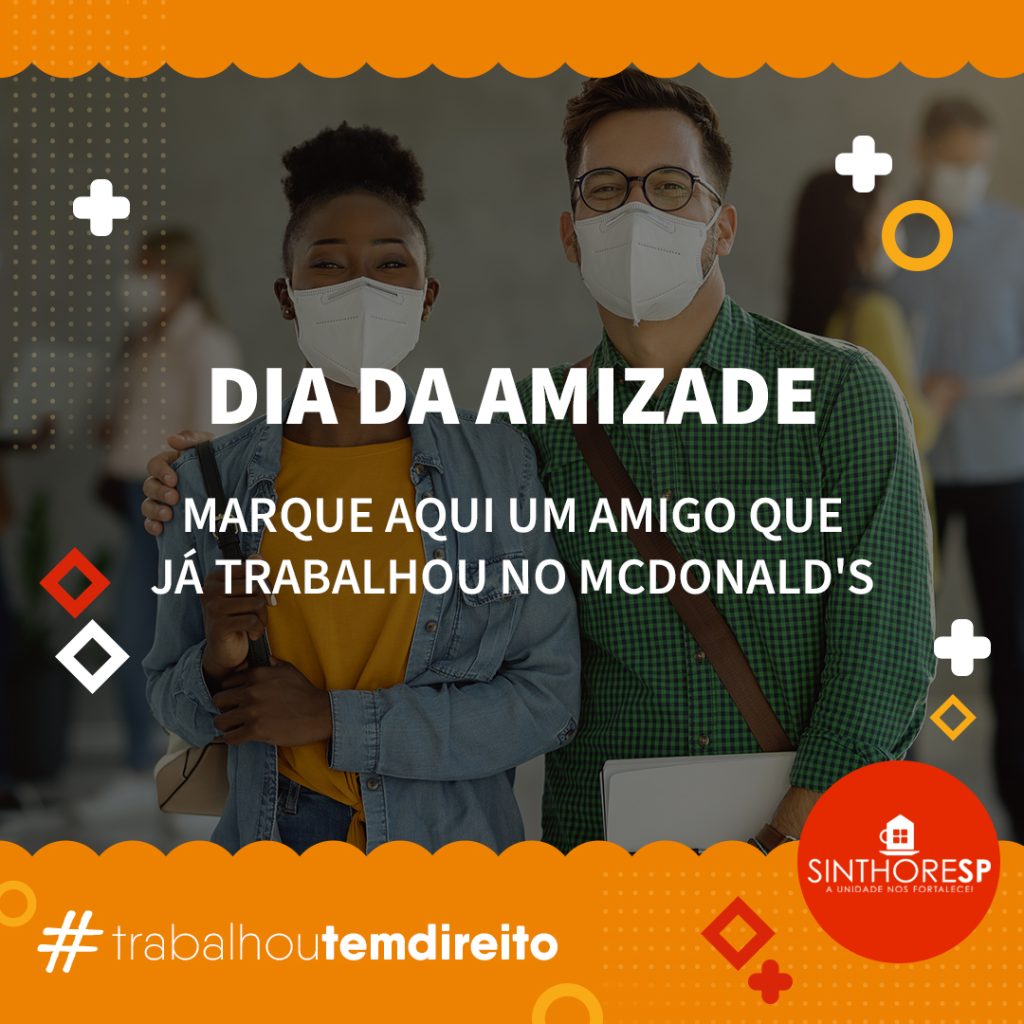 DIA DA AMIZADE
MARQUE AQUI UM AMIGO QUE
JÁ TRABALHOU NO MCDONALD'S
SINTHORESP
A UNIDADE NOS FORTALECE!
#trabalhoutemdireito